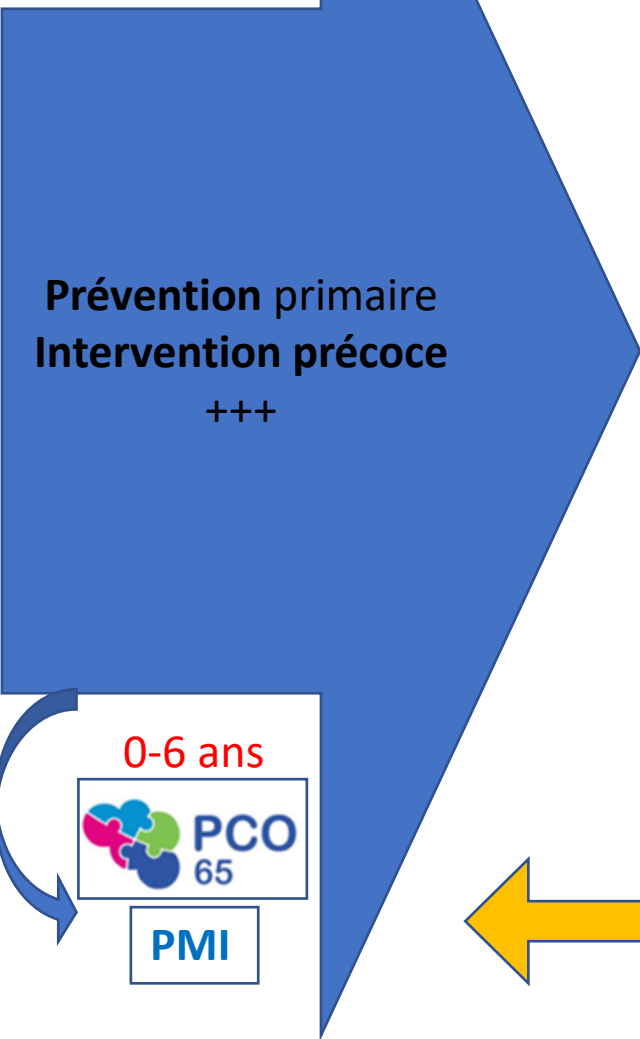 Prévention primaire
Intervention précoce
+++
0-6 ans
PCO
65
PMI